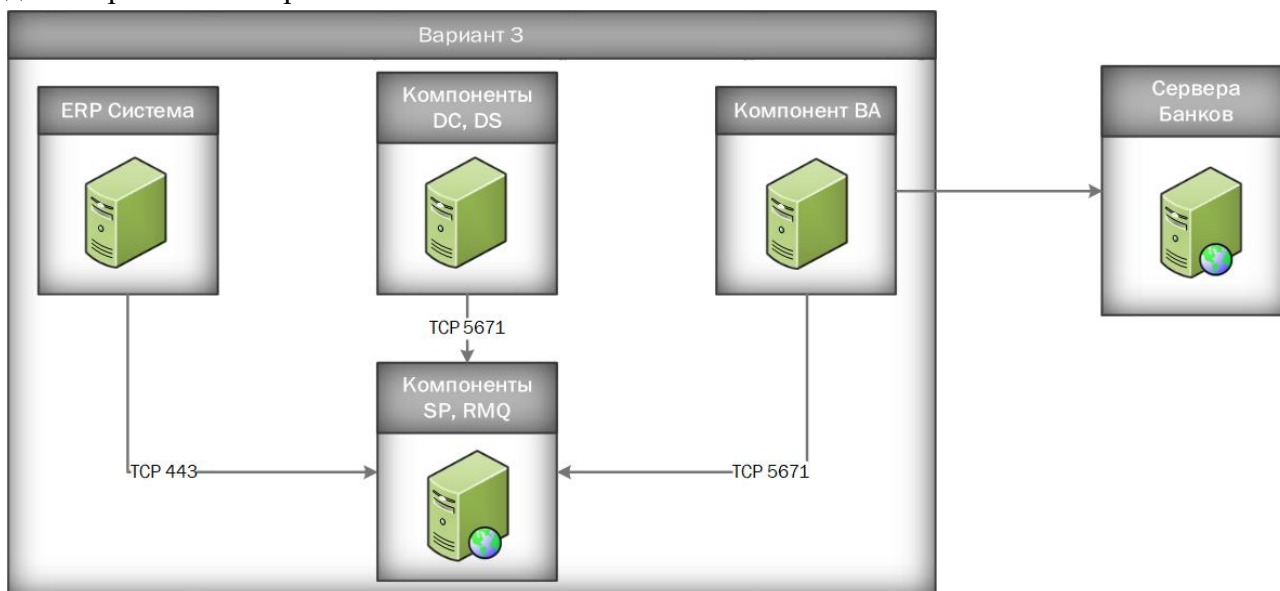 Вариант 3
ERP Система
Компоненты
DC, DS
Компонент BA
Сервера
Банков
TCP 5671
Компоненты
SP, RMQ
TCP 443
TCP 5671